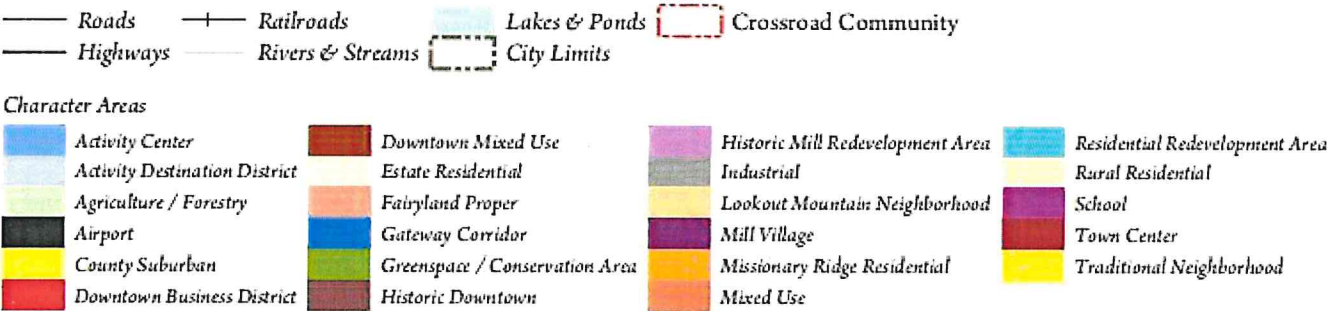 Roads Railroads Lakes & Ponds Crossroad Community
Highways Rivers & Streams City Limits
Character Areas
Activity Center Downtown Mixed Use Historic Mill Redevelopment Area Residential Redevelopment Area
Activity Destination District Estate Residential Industrial Rural Residential
Agriculture / Forestry Fairyland Proper Lookout Mountain Neighborhood School
Airport Gateway Corridor Mill Village Town Center
County Suburban Greenspace / Conservation Area Missionary Ridge Residential Traditional Neighborhood
Downtown Business District Historic Downtown Mixed Use